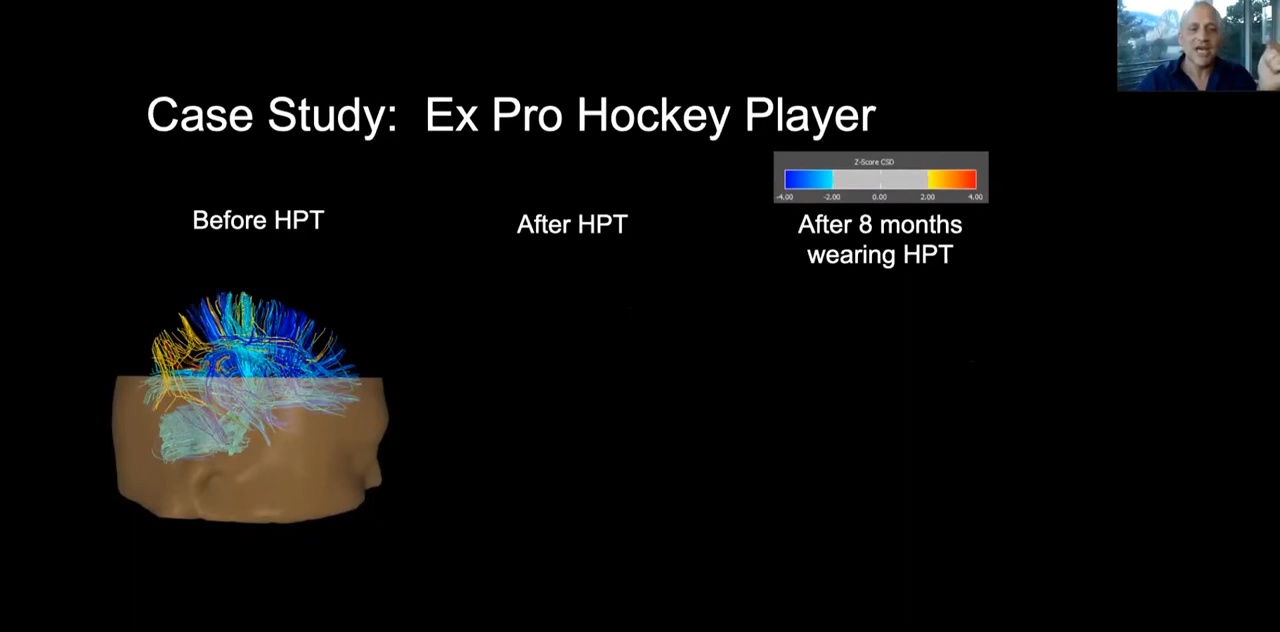 Case Study:  Ex Pro Hockey Player
Z-Score CSD
-4.00 -2.00 0.00 2.00 4.00
Before HPT
After HPT
After 8 months
wearing HPT